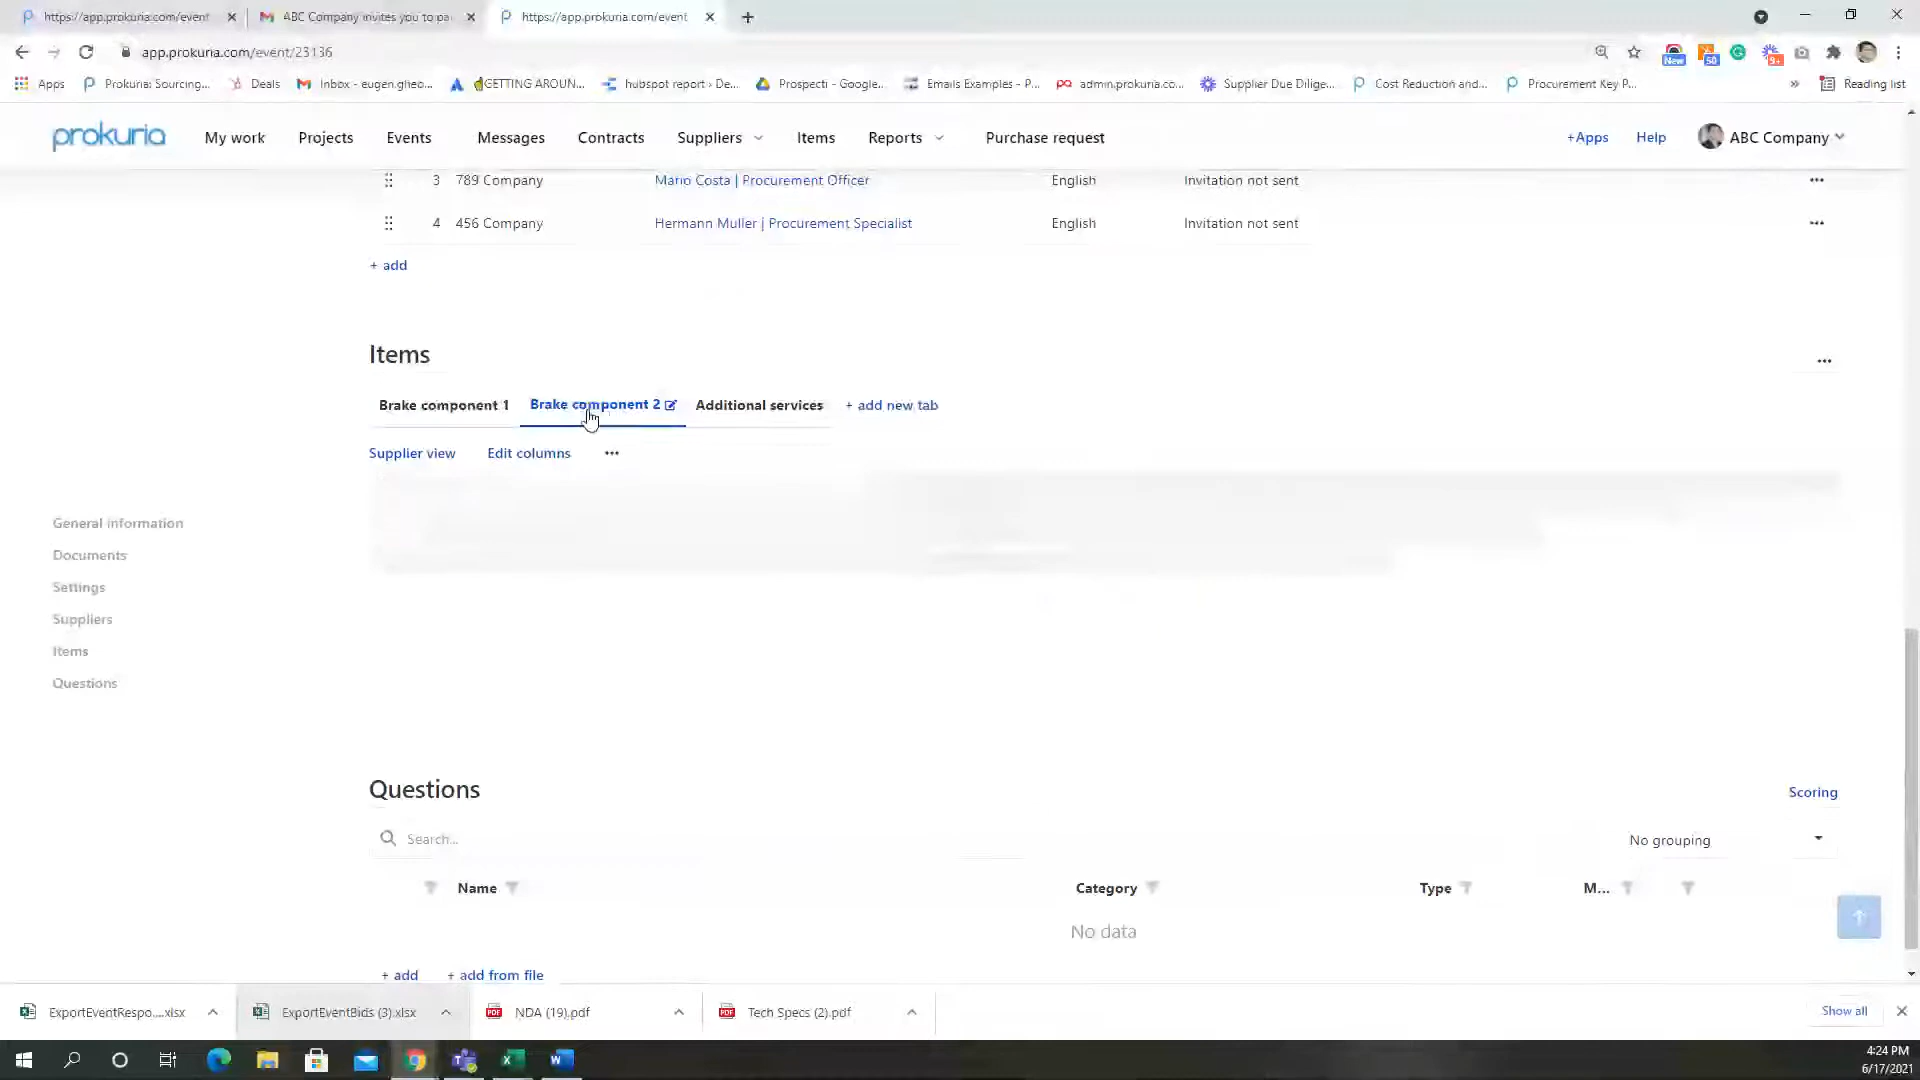 https://app.prokuria.com/event
ABC Company invites you to pa
https://app.prokuria.com/event
app.prokuria.com/event/23136
New
50
9+
Apps
Prokuria: Sourcing...
Deals
Inbox - eugen.gheo...
GETTING AROUN...
hubspot report › De...
Prospecti - Google...
Emails Examples - P...
admin.prokuria.co...
Supplier Due Dilige...
Cost Reduction and...
Procurement Key P...
»
Reading list
prokuria
My work
Projects
Events
Messages
Contracts
Suppliers
Items
Reports
Purchase request
+Apps
Help
ABC Company
3 789 Company Mario Costa | Procurement Officer English Invitation not sent
4 456 Company Hermann Muller | Procurement Specialist English Invitation not sent
+ add
Items
Brake component 1
Brake component 2
Additional services
+ add new tab
Supplier view
Edit columns
General information
Documents
Settings
Suppliers
Items
Questions
Questions
Scoring
Search...
No grouping
Name
Category
Type
M...
No data
+ add
+ add from file
ExportEventRespo....xlsx
ExportEventBids (3).xlsx
NDA (19).pdf
Tech Specs (2).pdf
Show all
4:24 PM
6/17/2021